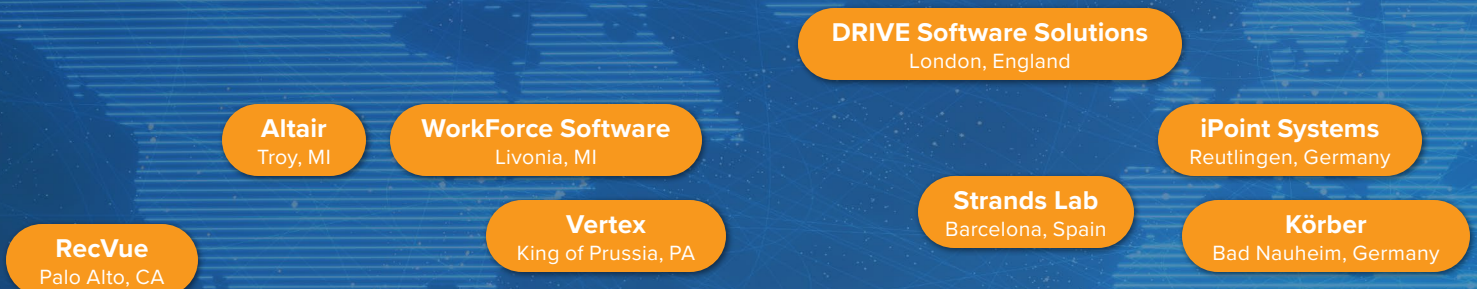 DRIVE Software Solutions
London, England
Altair
Troy, MI
WorkForce Software
Livonia, MI
iPoint Systems
Reutlingen, Germany
Strands Lab
Barcelona, Spain
Vertex
King of Prussia, PA
Körber
Bad Nauheim, Germany
RecVue
Palo Alto, CA